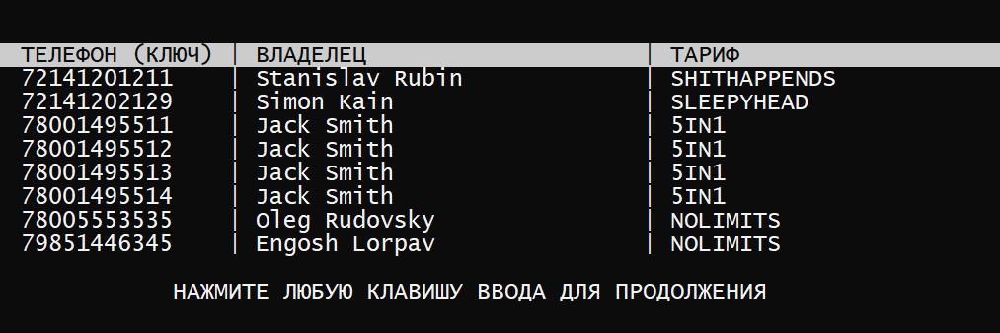 ТЕЛЕФОН (КЛЮЧ) | ВЛАДЕЛЕЦ | ТАРИФ
72141201211 | Stanislav Rubin | SHITHAPPENDS
72141202129 | Simon Kain | SLEEPYHEAD
78001495511 | Jack Smith | 5IN1
78001495512 | Jack Smith | 5IN1
78001495513 | Jack Smith | 5IN1
78001495514 | Jack Smith | 5IN1
78005553535 | Oleg Rudovsky | NOLIMITS
79851446345 | Engosh Lorpav | NOLIMITS
НАЖМИТЕ ЛЮБУЮ КЛАВИШУ ВВОДА ДЛЯ ПРОДОЛЖЕНИЯ